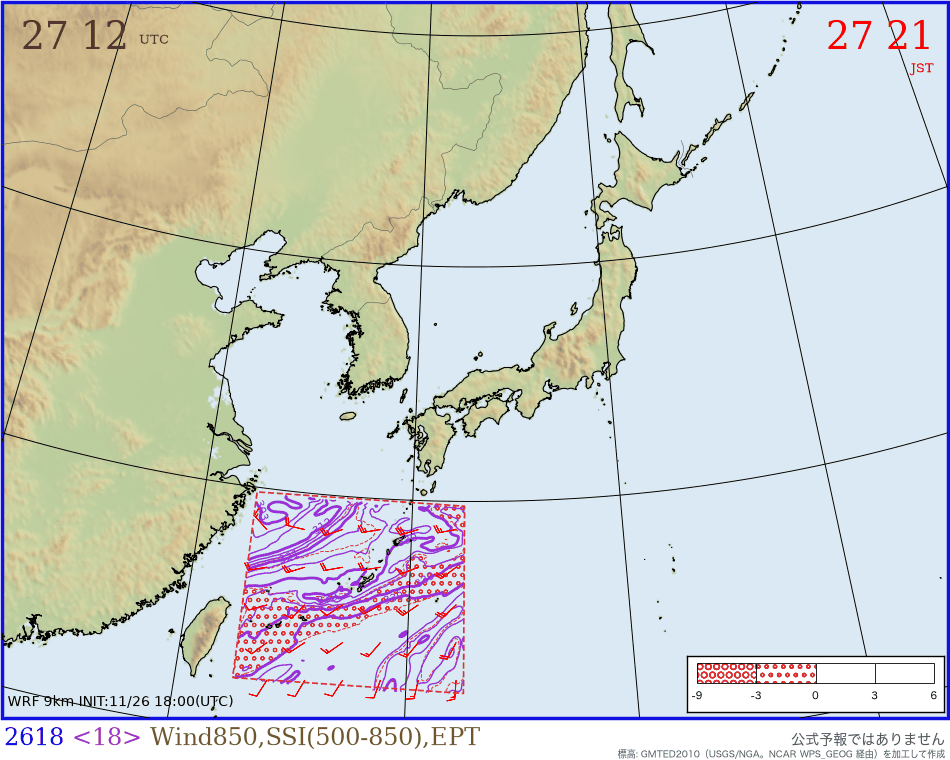 27 12 UTC
27 21
JST
-9 -3 0 3 6
WRF 9km INIT:11/26 18:00(UTC)
2618 <18> Wind850,SSI(500-850),EPT
公式予報ではありません
標高: GMTED2010（USGS/NGA。NCAR WPS_GEOG 経由）を加工して作成